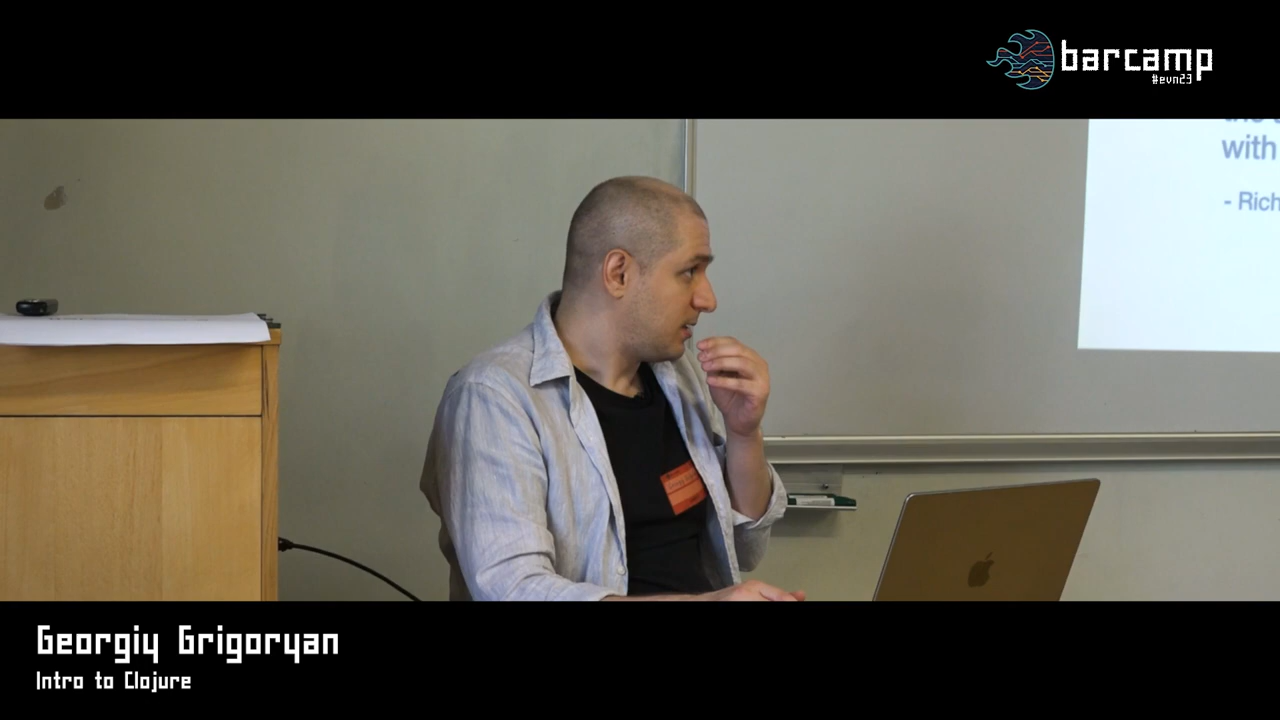 barcamp
#evn23
with
- Rich
Georgiy Grigoryan
Intro to Clojure